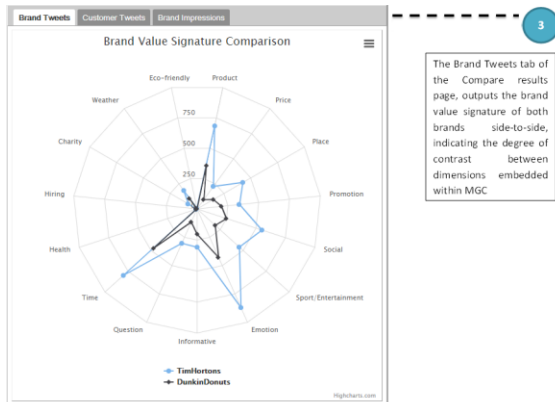 Brand Tweets Customer Tweets Brand Impressions
3
Brand Value Signature Comparison
Eco-friendly Product
Weather Price
Charity Place
Hiring Promotion
Health Social
Time Sport/Entertainment
Question Emotion
Informative
750
500
250
TimHortons
DunkinDonuts
Highcharts.com
The Brand Tweets tab of
the Compare results
page, outputs the brand
value signature of both
brands side-to-side,
indicating the degree of
contrast between
dimensions embedded
within MGC